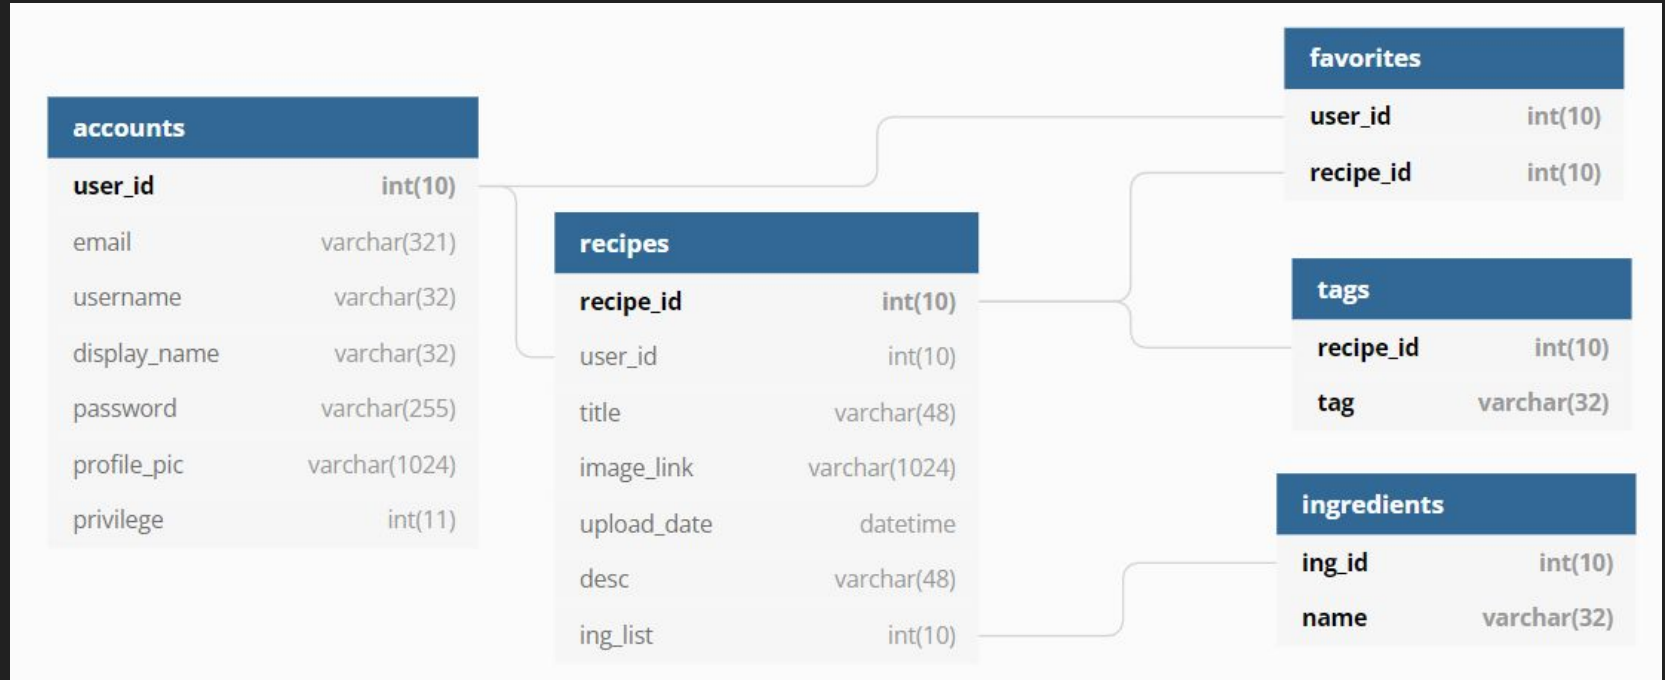 accounts
user_id int(10)
email varchar(321)
username varchar(32)
display_name varchar(32)
password varchar(255)
profile_pic varchar(1024)
privilege int(11)
recipes
recipe_id int(10)
user_id int(10)
title varchar(48)
image_link varchar(1024)
upload_date datetime
desc varchar(48)
ing_list int(10)
favorites
user_id int(10)
recipe_id int(10)
tags
recipe_id int(10)
tag varchar(32)
ingredients
ing_id int(10)
name varchar(32)